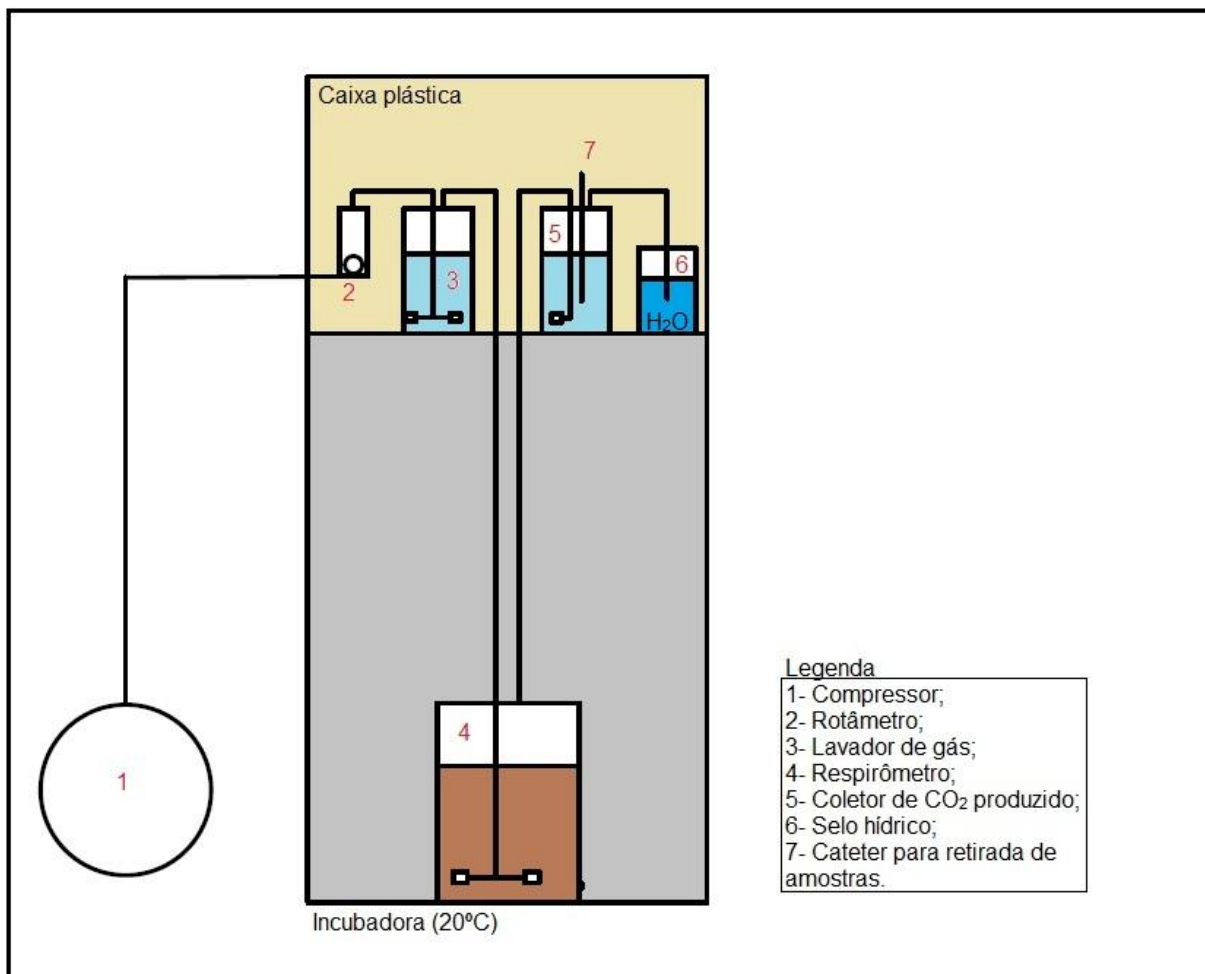 Caixa plástica
7
5
6
3
2
H₂O
4
1
Legenda
1- Compressor;
2- Rotâmetro;
3- Lavador de gás;
4- Respirômetro;
5- Coletor de CO₂ produzido;
6- Selo hídrico;
7- Cateter para retirada de
amostras.
Incubadora (20ºC)